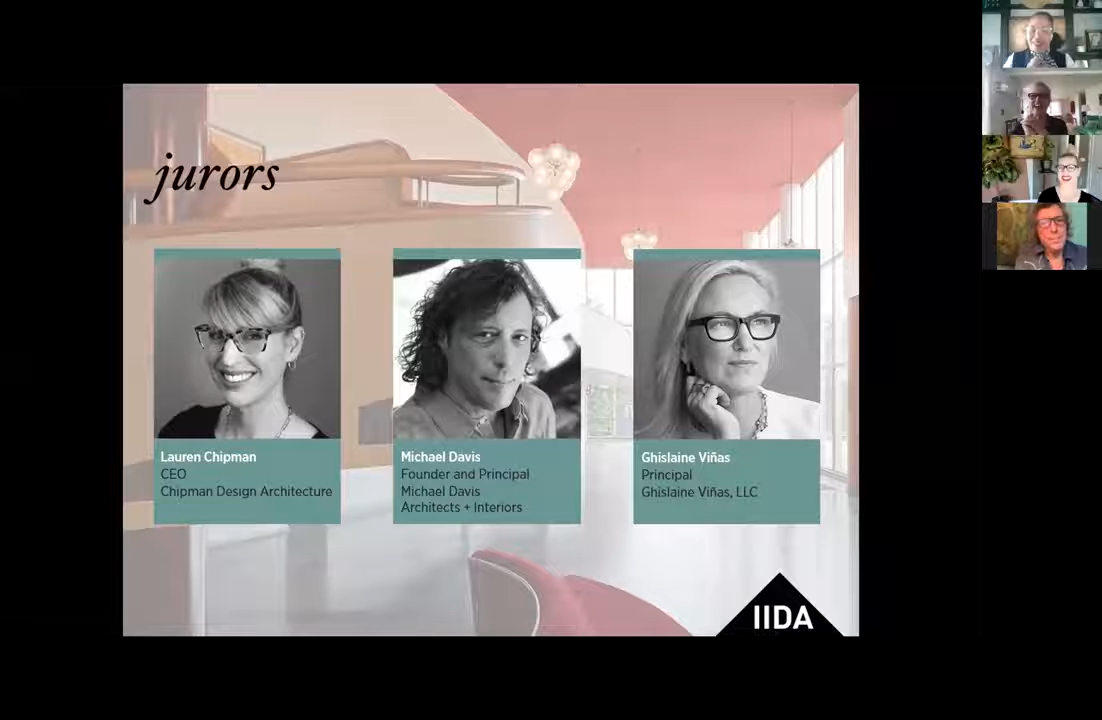 jurors
Lauren Chipman
CEO
Chipman Design Architecture
Michael Davis
Founder and Principal
Michael Davis
Architects + Interiors
Ghislaine Viñas
Principal
Ghislaine Viñas, LLC
IIDA